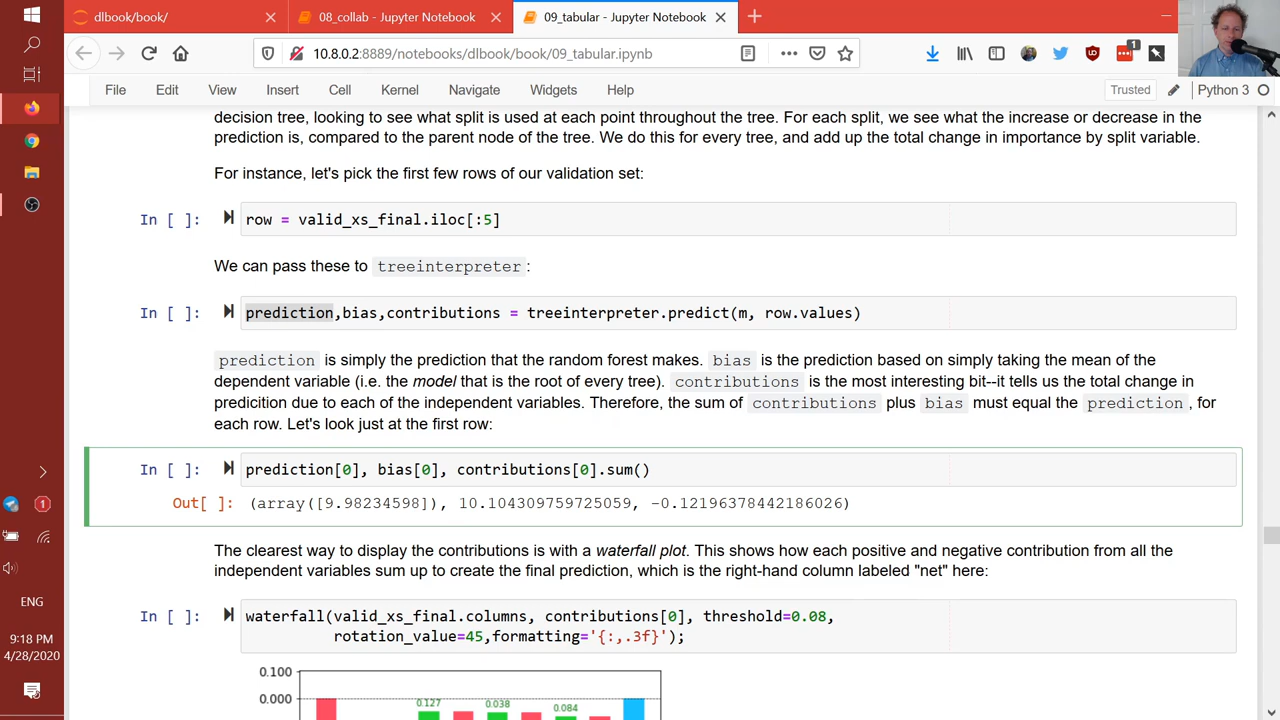 dlbook/book/
08_collab - Jupyter Notebook
09_tabular - Jupyter Notebook
10.8.0.2:8889/notebooks/dlbook/book/09_tabular.ipynb
1
File Edit View Insert Cell Kernel Navigate Widgets Help
Trusted
Python 3
decision tree, looking to see what split is used at each point throughout the tree. For each split, we see what the increase or decrease in the
prediction is, compared to the parent node of the tree. We do this for every tree, and add up the total change in importance by split variable.
For instance, let's pick the first few rows of our validation set:
In [ ]: row = valid_xs_final.iloc[:5]
We can pass these to treeinterpreter :
In [ ]: prediction,bias,contributions = treeinterpreter.predict(m, row.values)
prediction is simply the prediction that the random forest makes. bias is the prediction based on simply taking the mean of the
dependent variable (i.e. the model that is the root of every tree). contributions is the most interesting bit--it tells us the total change in
predicition due to each of the independent variables. Therefore, the sum of contributions plus bias must equal the prediction , for
each row. Let's look just at the first row:
In [ ]: prediction[0], bias[0], contributions[0].sum()
Out[ ]: (array([9.98234598]), 10.104309759725059, -0.12196378442186026)
The clearest way to display the contributions is with a waterfall plot. This shows how each positive and negative contribution from all the
independent variables sum up to create the final prediction, which is the right-hand column labeled "net" here:
In [ ]: waterfall(valid_xs_final.columns, contributions[0], threshold=0.08,
rotation_value=45,formatting='{:,.3f}');
0.100
0.000
0.127
0.038
0.084
1
ENG
9:18 PM
4/28/2020